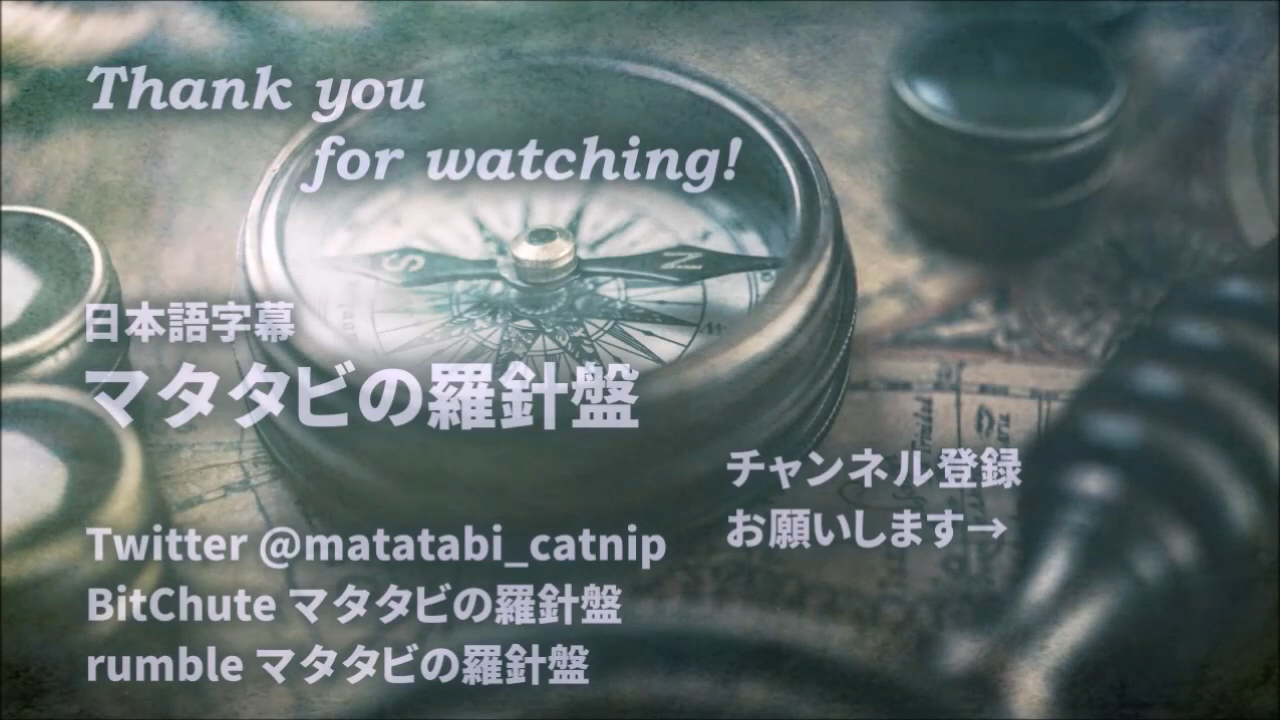 Thank you
for watching!
S
N
日本語字幕
マタタビの羅針盤
チャンネル登録
お願いします→
Twitter @matatabi_catnip
BitChute マタタビの羅針盤
rumble マタタビの羅針盤